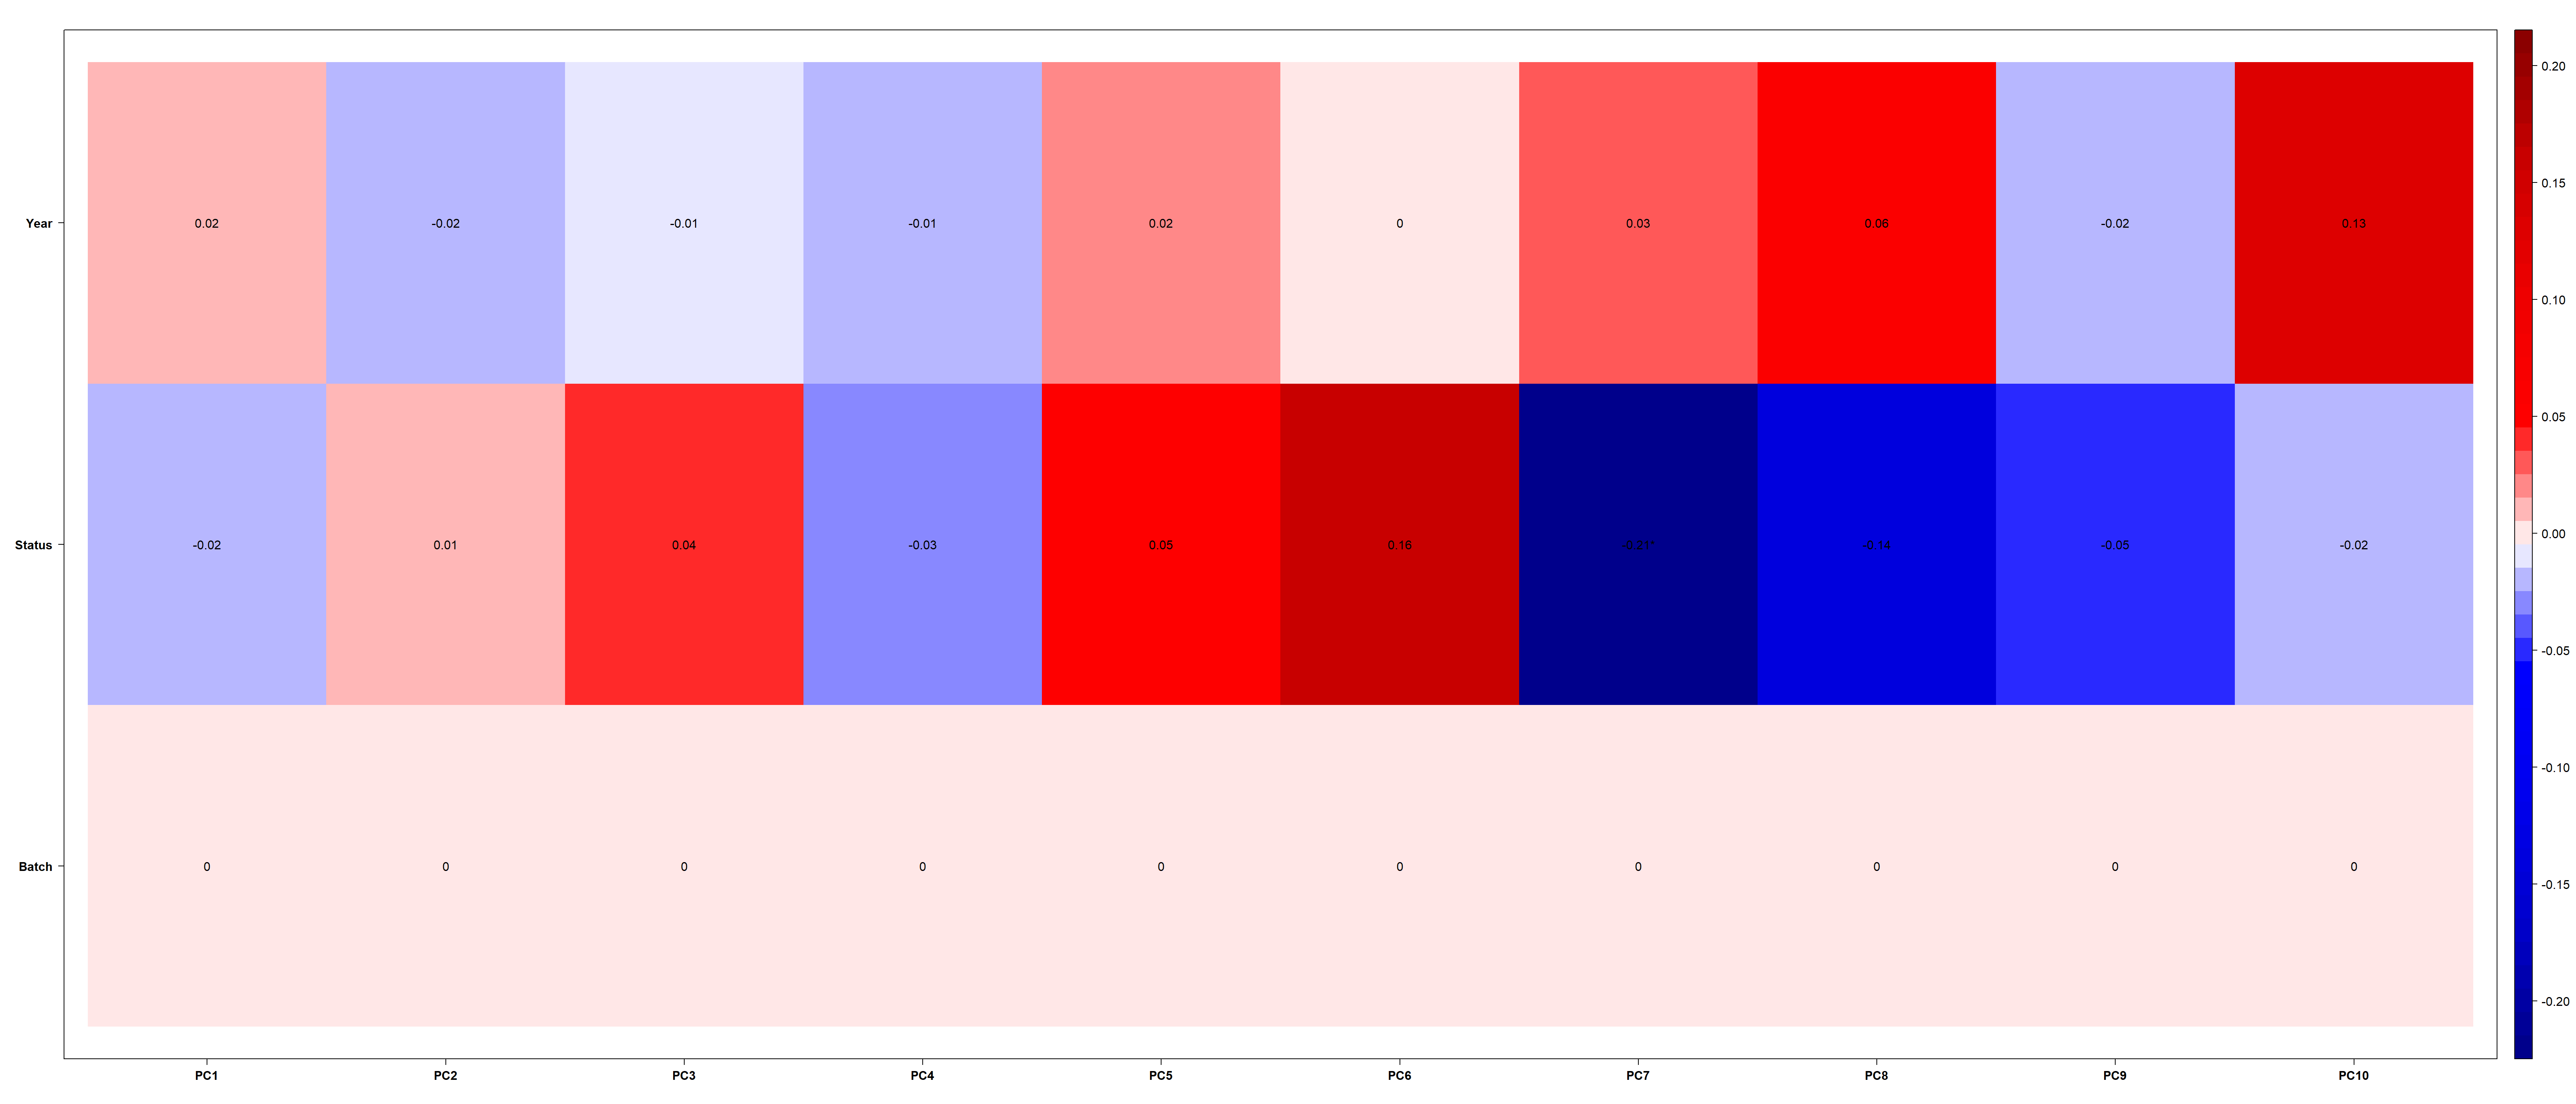 0.20
0.15
Year 0.02 -0.02 -0.01 -0.01 0.02 0 0.03 0.06 -0.02 0.13
0.10
0.05
0.00
Status -0.02 0.01 0.04 -0.03 0.05 0.16 -0.21* -0.14 -0.05 -0.02
-0.05
-0.10
Batch 0 0 0 0 0 0 0 0 0 0
-0.15
-0.20
PC1 PC2 PC3 PC4 PC5 PC6 PC7 PC8 PC9 PC10